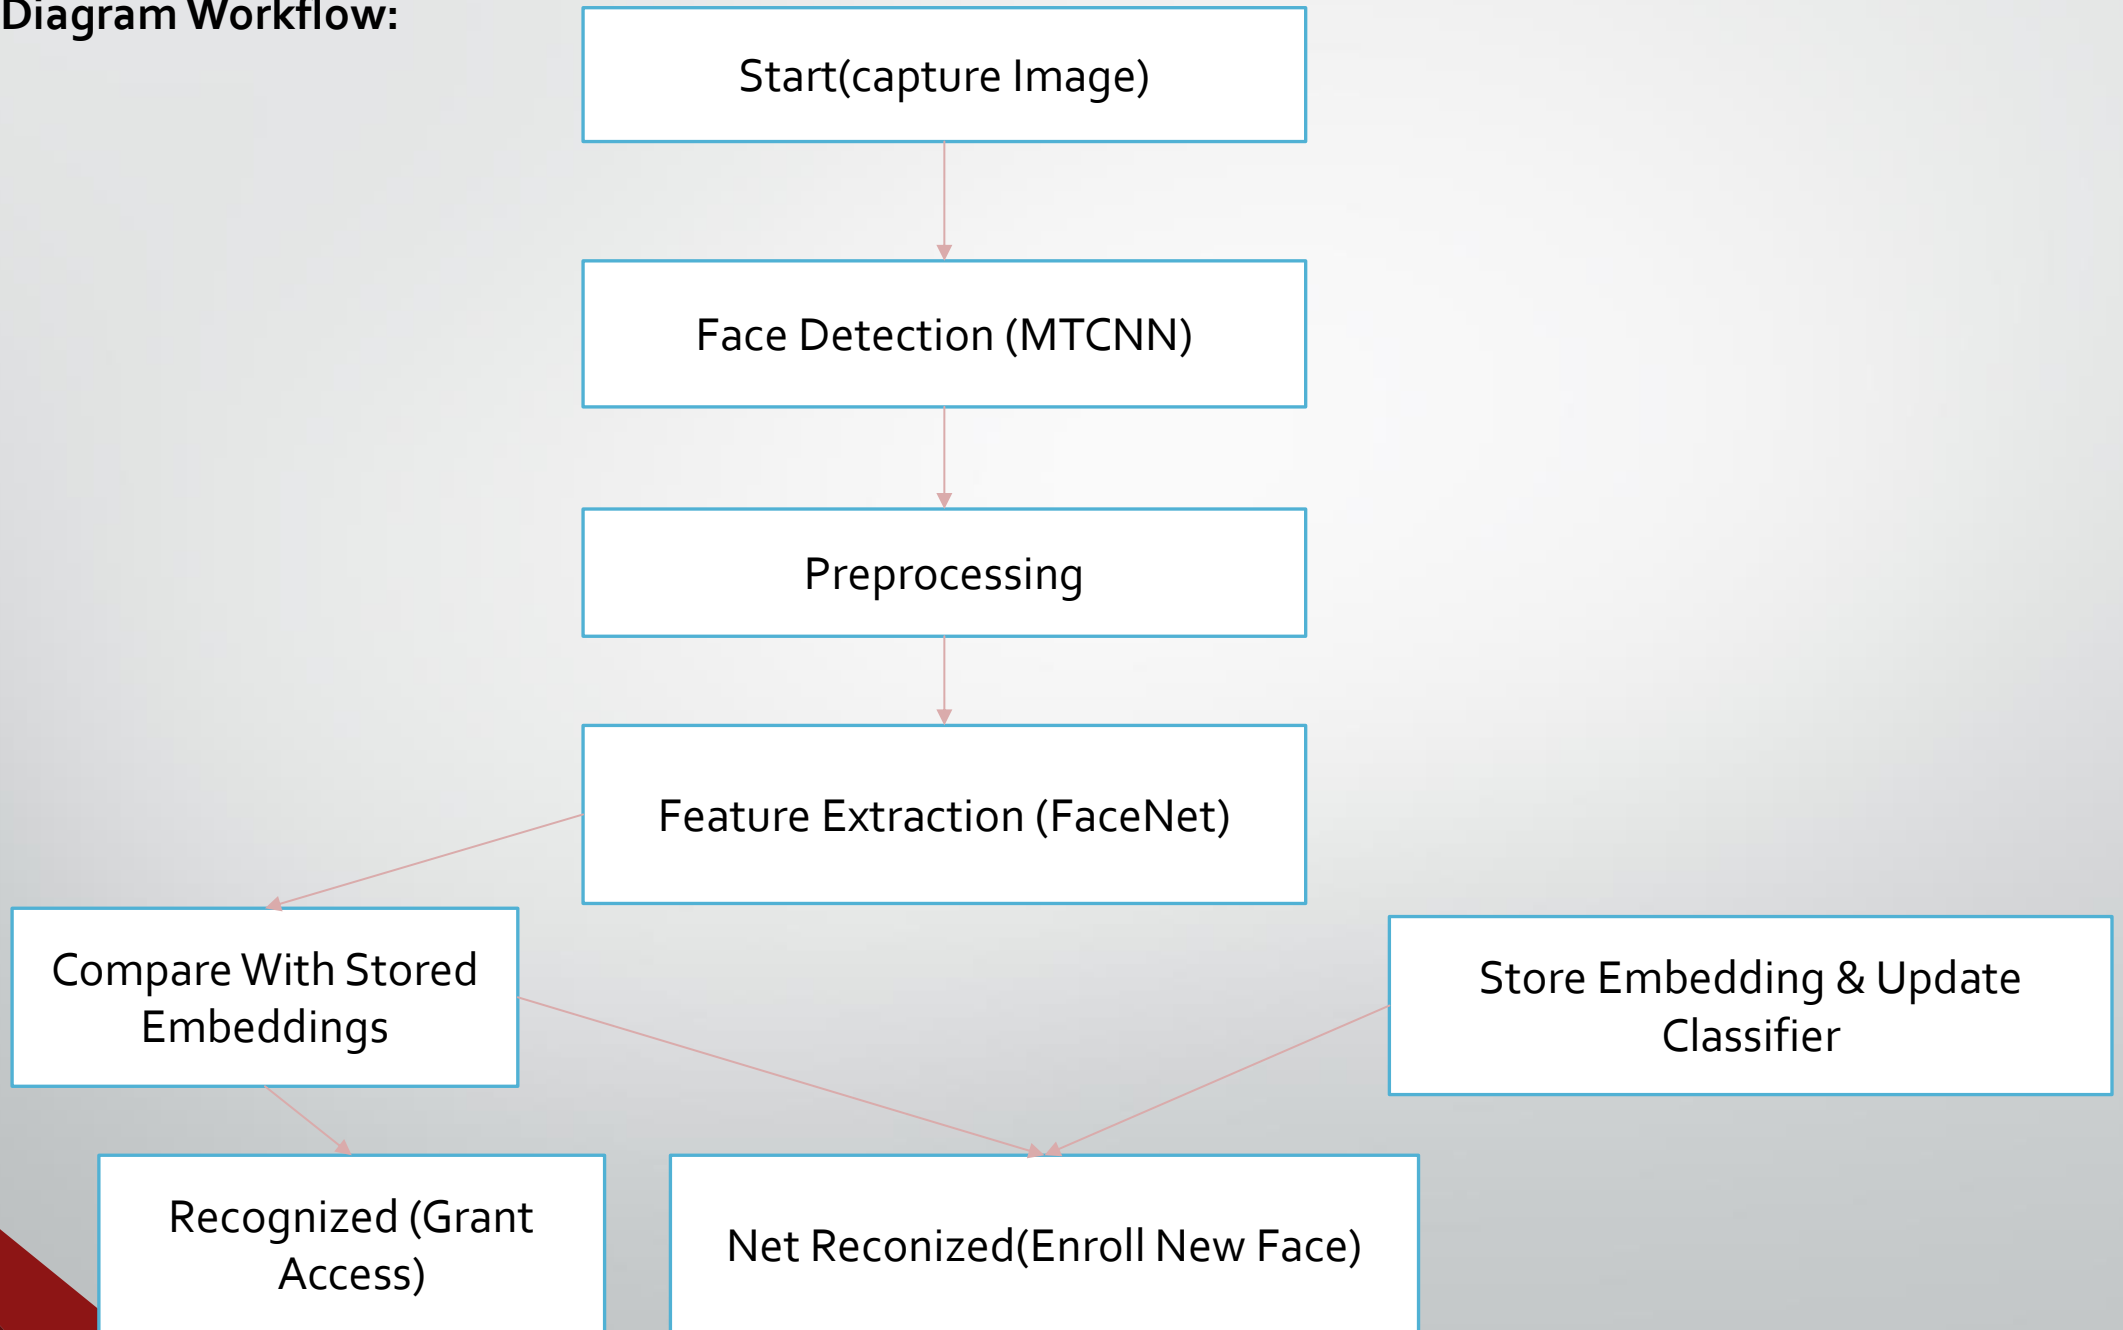 Diagram Workflow:
Start(capture Image)
Face Detection (MTCNN)
Preprocessing
Feature Extraction (FaceNet)
Compare With Stored
Embeddings
Store Embedding & Update
Classifier
Recognized (Grant
Access)
Net Reconized(Enroll New Face)